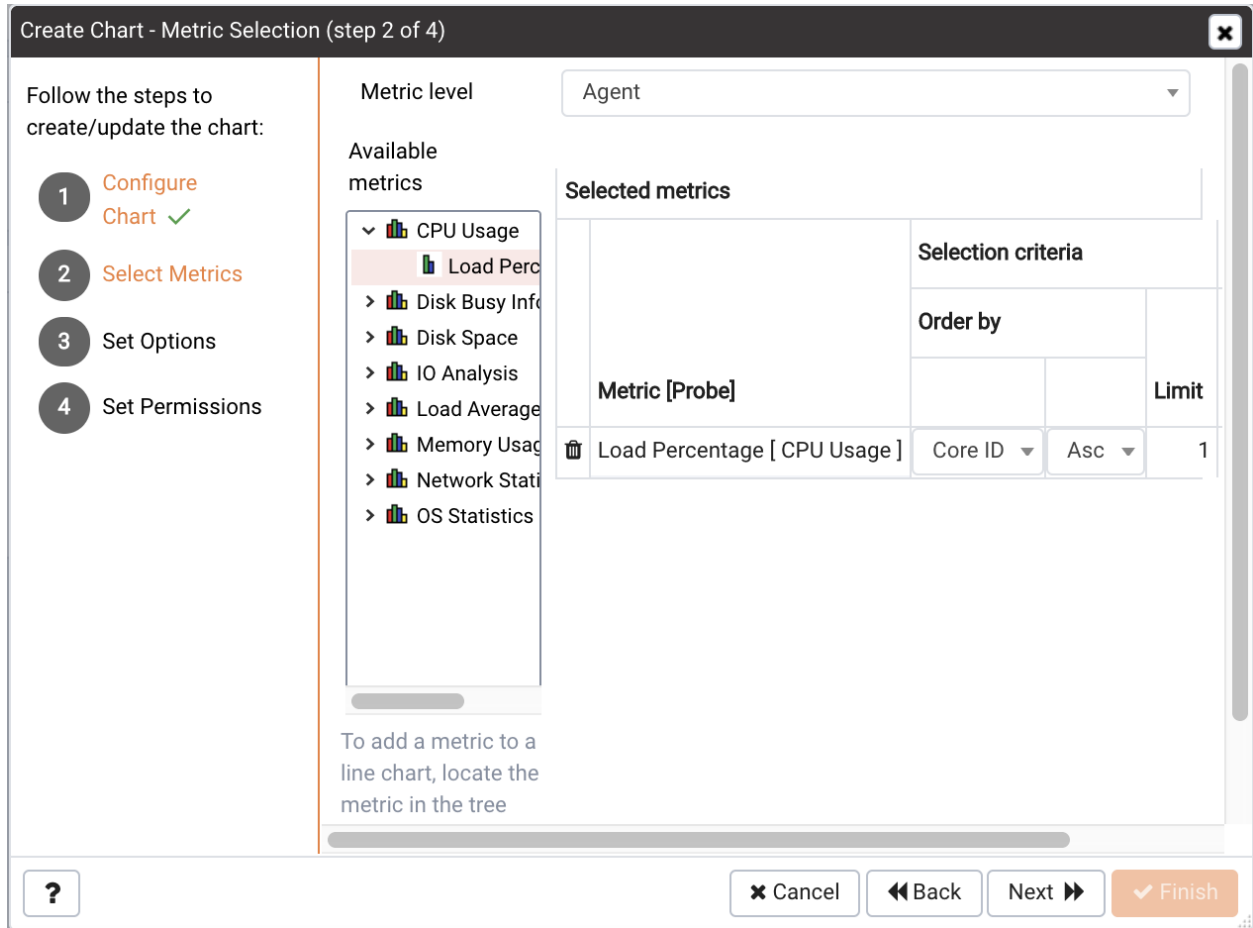 Create Chart - Metric Selection (step 2 of 4)
Follow the steps to
create/update the chart:
1
Configure
Chart
2
Select Metrics
3
Set Options
4
Set Permissions
Metric level
Agent
Available
metrics
CPU Usage
Load Perc
Disk Busy Info
Disk Space
IO Analysis
Load Average
Memory Usag
Network Stati
OS Statistics
To add a metric to a
line chart, locate the
metric in the tree
Selected metrics
Selection criteria
Order by
Metric [Probe]
Limit
Load Percentage [ CPU Usage ]
Core ID
Asc
1
?
Cancel
Back
Next
Finish